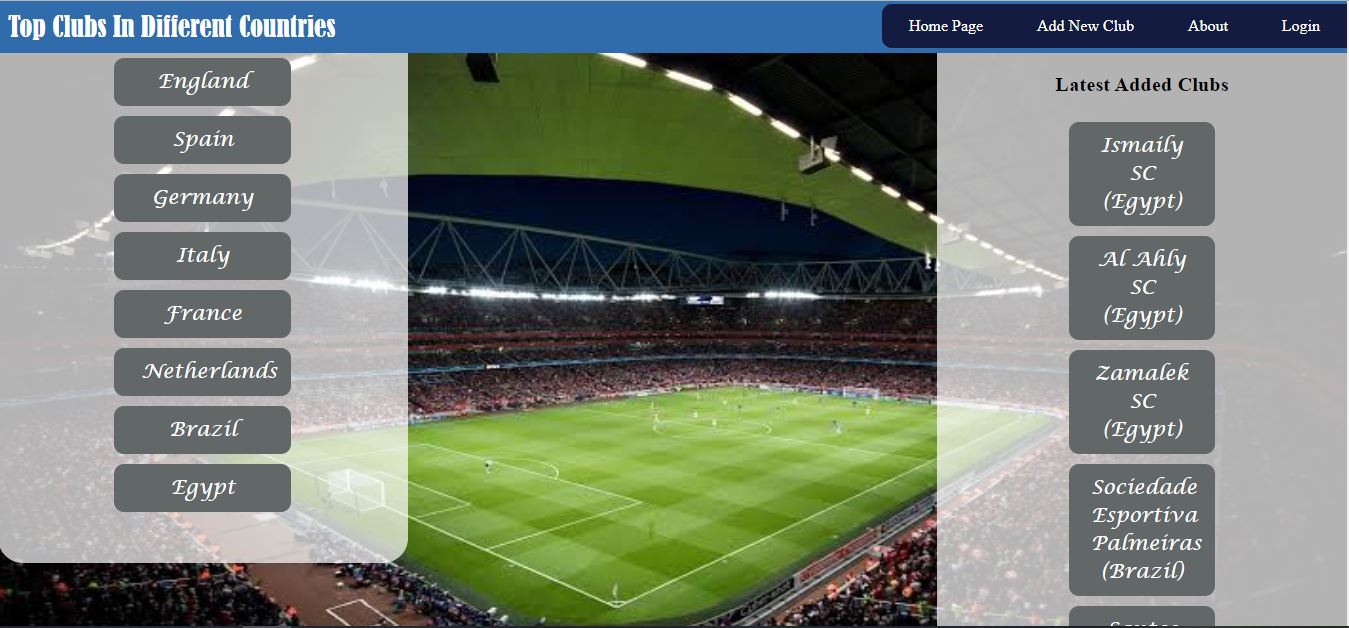 Top Clubs In Different Countries
Home Page
Add New Club
About
Login
England
Spain
Germany
Italy
France
Netherlands
Brazil
Egypt
Latest Added Clubs
Ismaily
SC
(Egypt)
Al Ahly
SC
(Egypt)
Zamalek
SC
(Egypt)
Sociedade
Esportiva
Palmeiras
(Brazil)